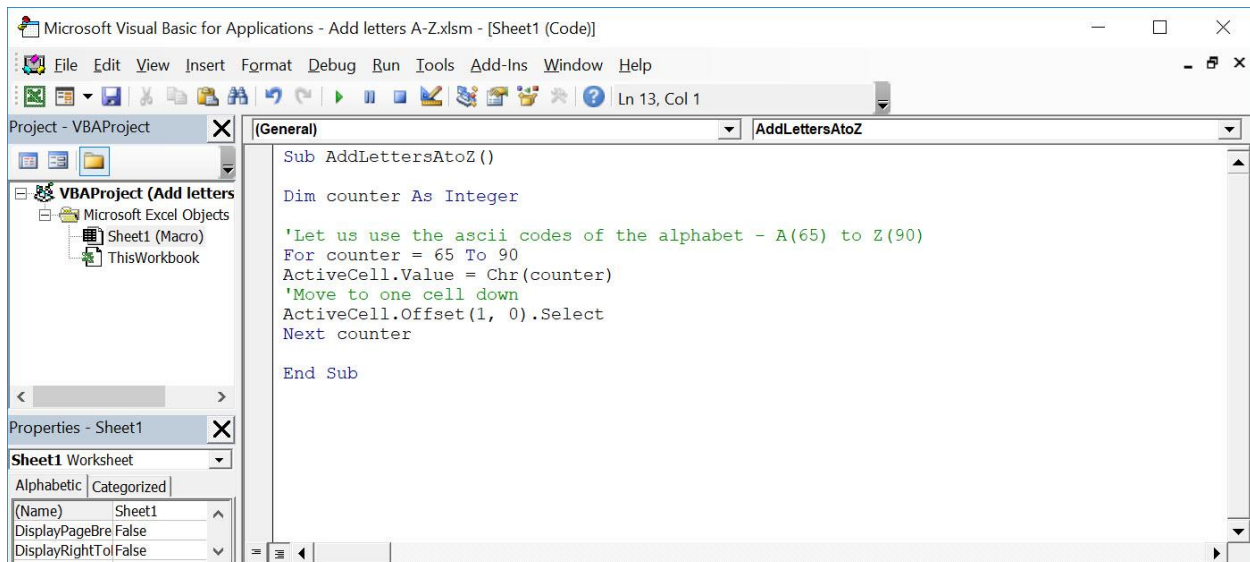 Microsoft Visual Basic for Applications - Add letters A-Z.xlsm - [Sheet1 (Code)]
File Edit View Insert Format Debug Run Tools Add-Ins Window Help
Ln 13, Col 1
Project - VBAProject
VBAProject (Add letters
Microsoft Excel Objects
Sheet1 (Macro)
ThisWorkbook
Properties - Sheet1
Sheet1 Worksheet
Alphabetic Categorized
(Name) Sheet1
DisplayPageBre False
DisplayRightTol False
(General) AddLettersAtoZ
Sub AddLettersAtoZ()
Dim counter As Integer
'Let us use the ascii codes of the alphabet - A(65) to Z(90)
For counter = 65 To 90
ActiveCell.Value = Chr(counter)
'Move to one cell down
ActiveCell.Offset(1, 0).Select
Next counter
End Sub